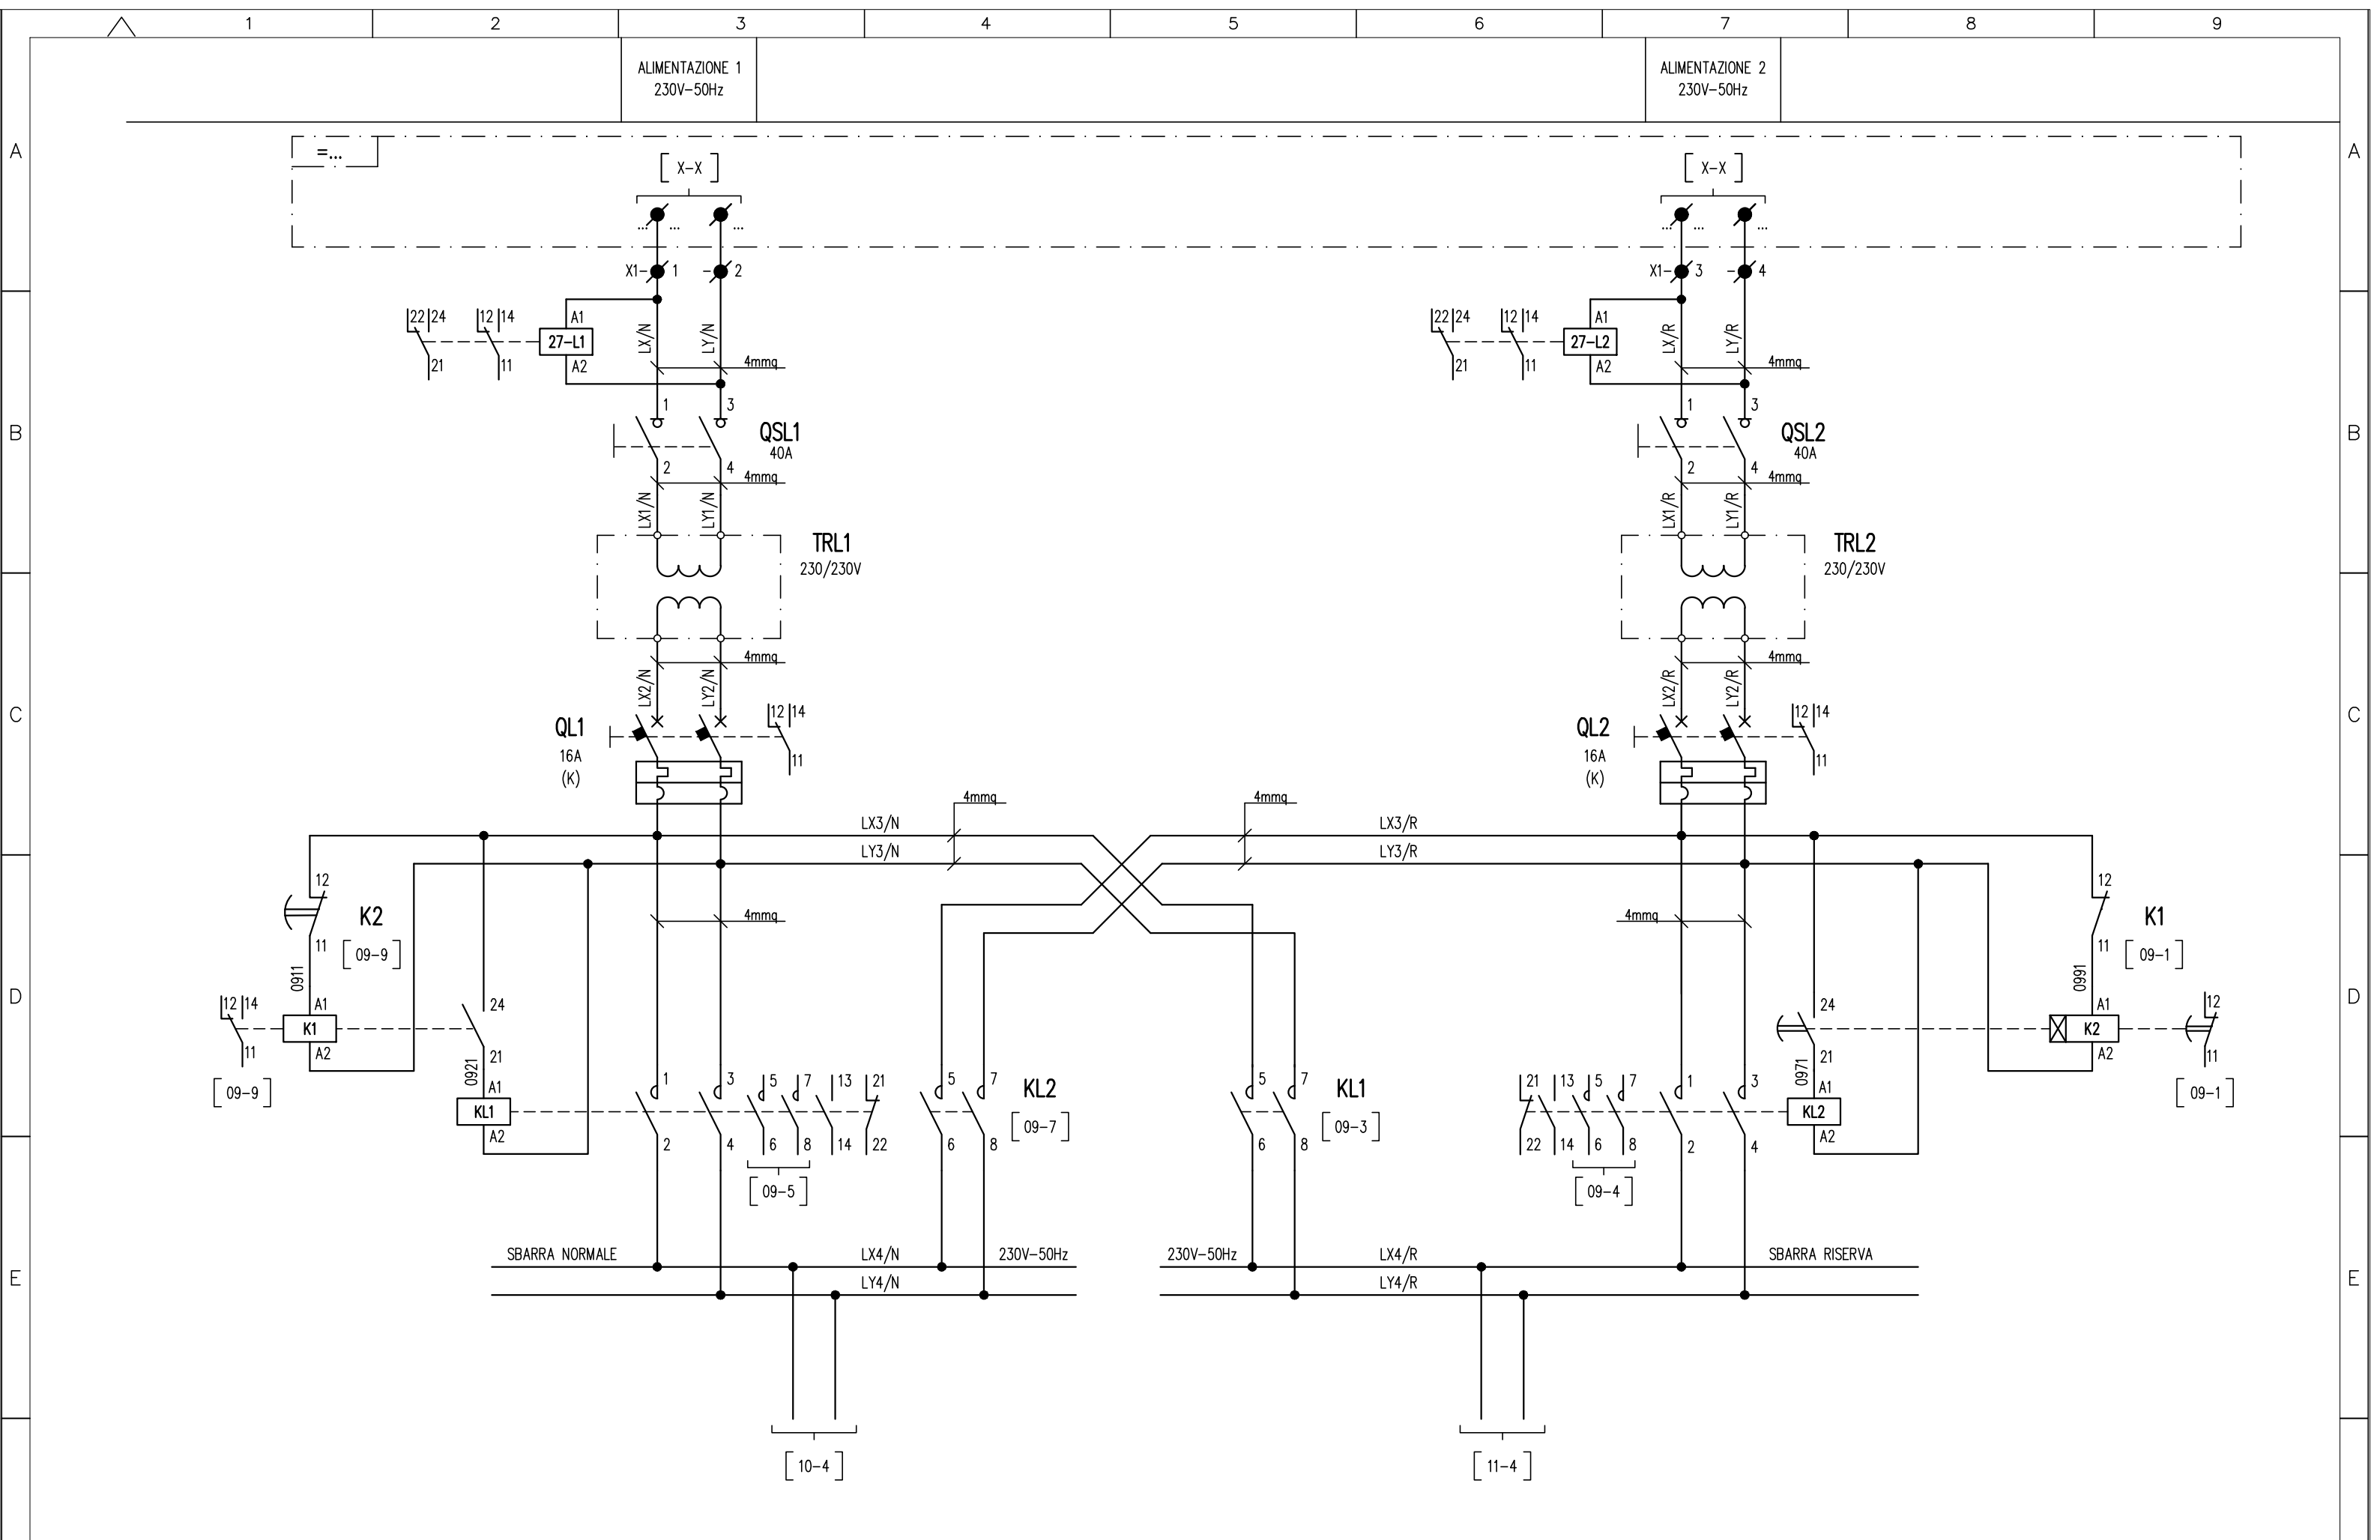 1 2 3 4 5 6 7 8 9
ALIMENTAZIONE 1
230V-50Hz
ALIMENTAZIONE 2
230V-50Hz
A
=...
X-X
X-X
A
... ... ...
... ... ...
X1- 1 - 2
X1- 3 - 4
22 24 12 14 A1
27-L1
21 11 A2
LX/N LY/N
4mmq
22 24 12 14 A1
27-L2
21 11 A2
LX/R LY/R
4mmq
B
1 3
QSL1
40A
2 4
4mmq
1 3
QSL2
40A
2 4
4mmq
B
LX1/N LY1/N
TRL1
230/230V
LX1/R LY1/R
TRL2
230/230V
4mmq
4mmq
LX2/N LY2/N
LX2/R LY2/R
C
QL1
16A
(K)
12 14
11
QL2
16A
(K)
12 14
11
C
4mmq
4mmq
LX3/N
LX3/R
LY3/N
LY3/R
12
K2
11
09-9
0911
4mmq
4mmq
12
K1
11
09-1
0991
D
12 14
A1
K1
11
A2
09-9
24
21
0921
A1
KL1
A2
24
21
0971
A1
KL2
A2
A1
K2
A2
12
11
09-1
D
1 3 5 7 13 21
2 4 6 8 14 22
09-5
5 7
KL2
09-7
6 8
5 7
KL1
09-3
6 8
21 13 5 7 1 3
22 14 6 8 2 4
09-4
SBARRA NORMALE LX4/N 230V-50Hz
230V-50Hz LX4/R SBARRA RISERVA
E
LY4/N
LY4/R
E
10-4
11-4